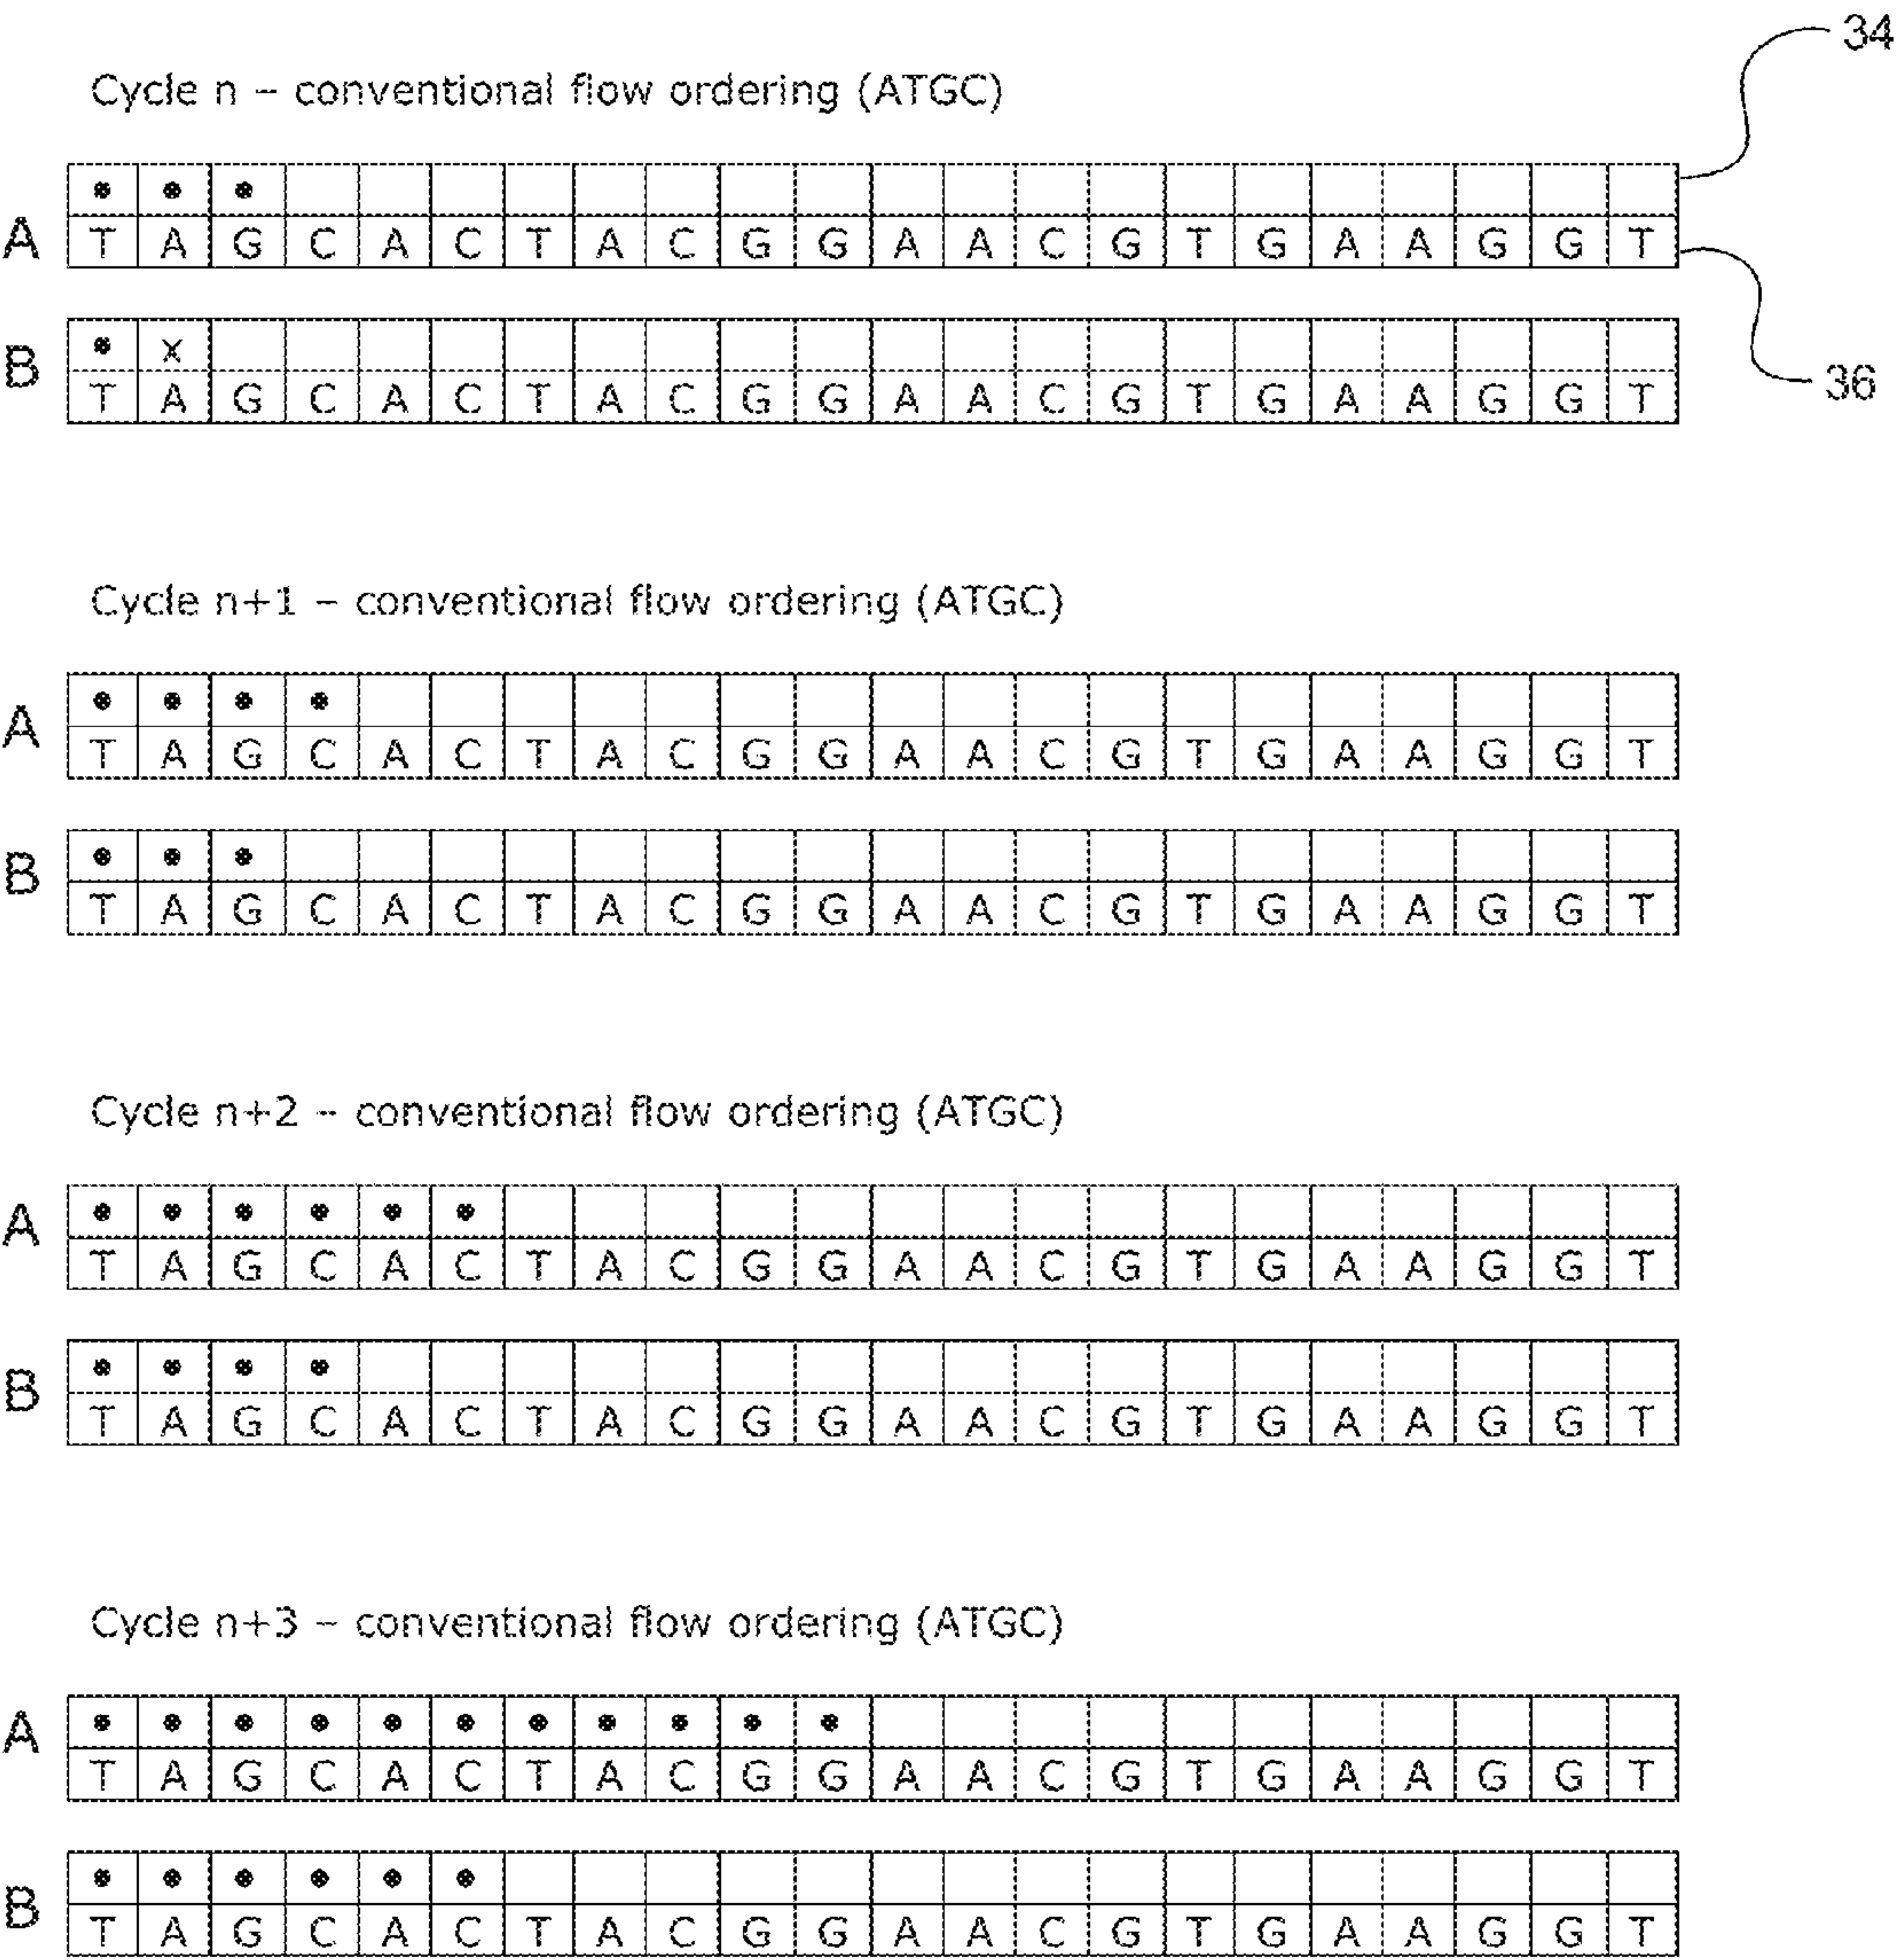 34
Cycle n – conventional flow ordering (ATGC)
A
T A G C A C T A C G G A A C G T G A A G G T
B
x
T A G C A C T A C G G A A C G T G A A G G T
36
Cycle n+1 – conventional flow ordering (ATGC)
A
T A G C A C T A C G G A A C G T G A A G G T
B
T A G C A C T A C G G A A C G T G A A G G T
Cycle n+2 – conventional flow ordering (ATGC)
A
T A G C A C T A C G G A A C G T G A A G G T
B
T A G C A C T A C G G A A C G T G A A G G T
Cycle n+3 – conventional flow ordering (ATGC)
A
T A G C A C T A C G G A A C G T G A A G G T
B
T A G C A C T A C G G A A C G T G A A G G T